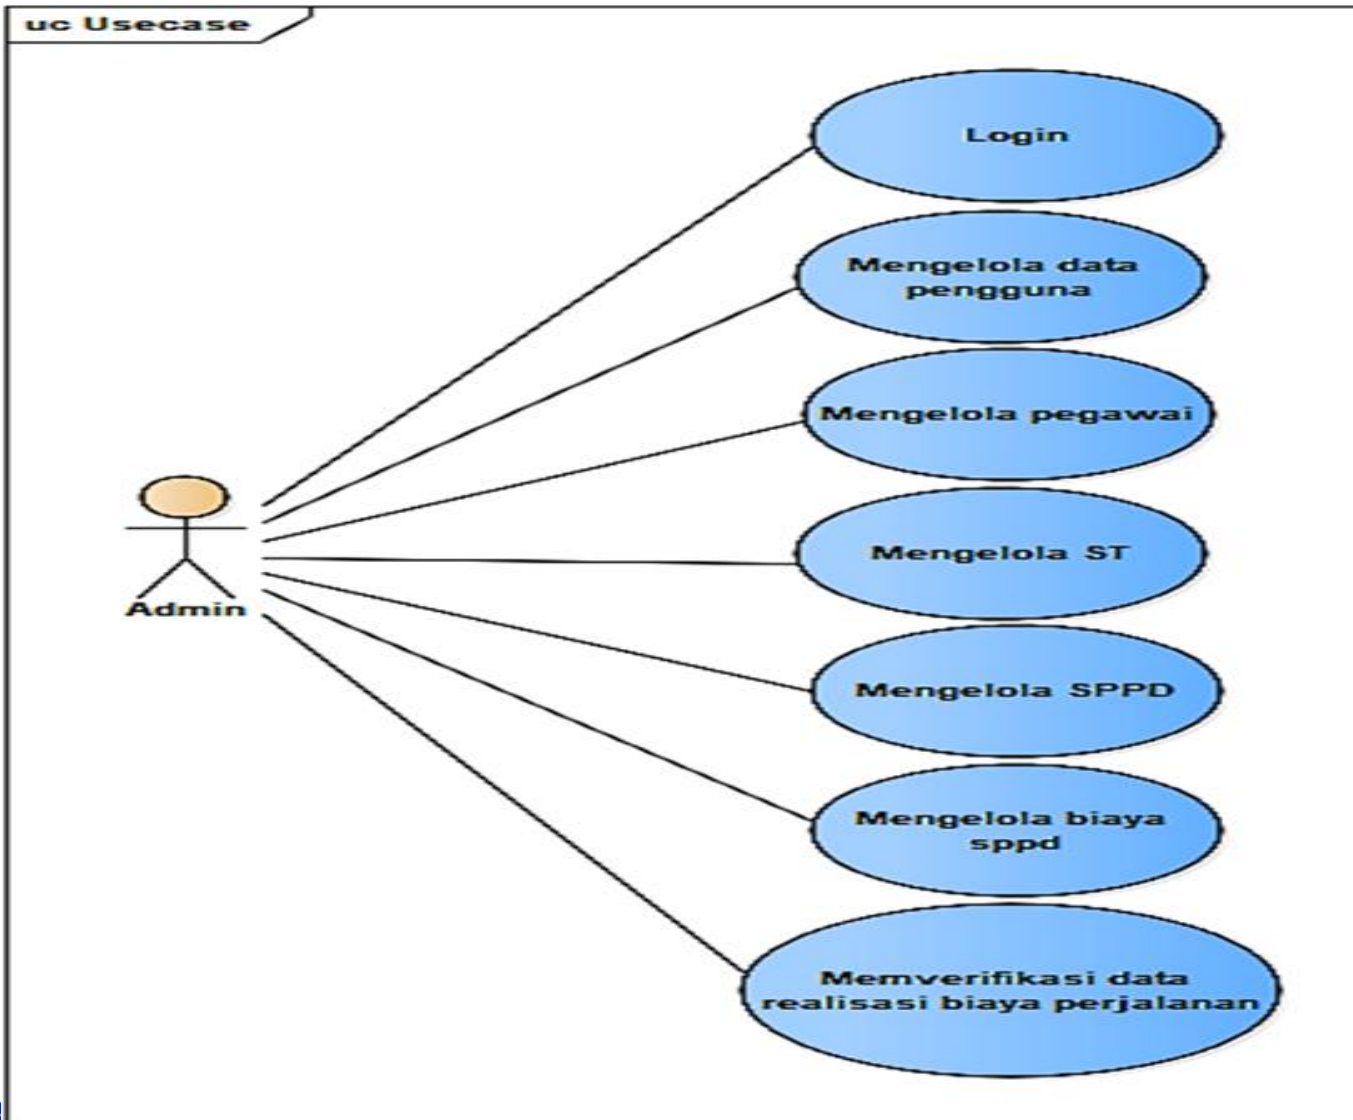 uc Usecase
Login
Mengelola data
pengguna
Mengelola pegawai
Mengelola ST
Admin
Mengelola SPPD
Mengelola biaya
sppd
Memverifikasi data
realisasi biaya perjalanan